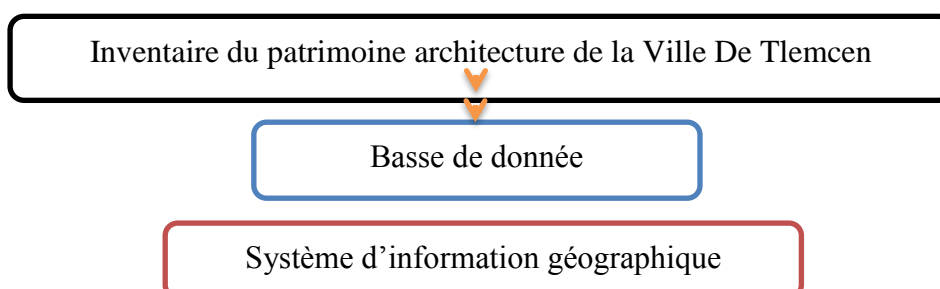 Inventaire du patrimoine architecture de la Ville De Tlemcen
Basse de donnée
Système d’information géographique